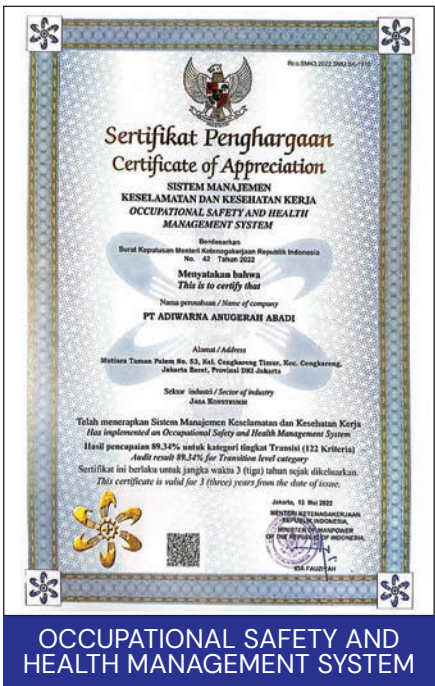 Sertifikat Penghargaan
Certificate of Appreciation
SISTEM MANAJEMEN
KESELAMATAN DAN KESEHATAN KERJA
OCCUPATIONAL SAFETY AND HEALTH
MANAGEMENT SYSTEM
Berdasarkan
Surat Keputusan Menteri Ketenagakerjaan Republik Indonesia
No. 42 Tahun 2022
Menyatakan bahwa
This is to certify that
Nama perusahaan / Name of company
PT ADIWARNA ANUGERAH ABADI
Alamat / Address
Mutiara Taman Palem No. 53, Kel. Cengkareng Timur, Kec. Cengkareng,
Jakarta Barat, Provinsi DKI Jakarta
Sektor industri / Sector of industry
JASA KONSTRUKSI
Telah menerapkan Sistem Manajemen Keselamatan dan Kesehatan Kerja
Has implemented an Occupational Safety and Health Management System
Hasil pencapaian 89.34% untuk kategori tingkat Transisi (122 Kriteria)
Audit result 89.34% for Transition level category
Sertifikat ini berlaku untuk jangka waktu 3 (tiga) tahun sejak dikeluarkan.
This certificate is valid for 3 (three) years from the date of issue.
Jakarta, 13 Mei 2022
MENTERI KETENAGAKERJAAN
REPUBLIK INDONESIA,
MINISTER OF MANPOWER
OF THE REPUBLIC OF INDONESIA,
IDA FAUZIYAH
OCCUPATIONAL SAFETY AND
HEALTH MANAGEMENT SYSTEM